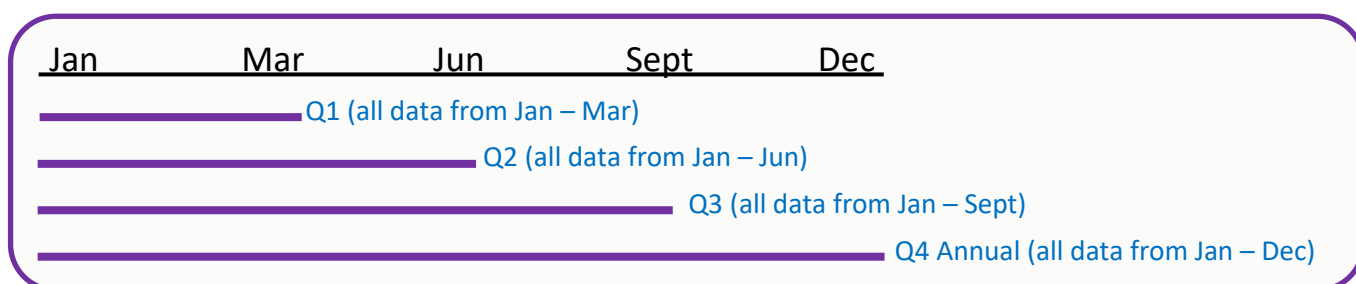 Jan Mar Jun Sept Dec
Q1 (all data from Jan – Mar)
Q2 (all data from Jan – Jun)
Q3 (all data from Jan – Sept)
Q4 Annual (all data from Jan – Dec)